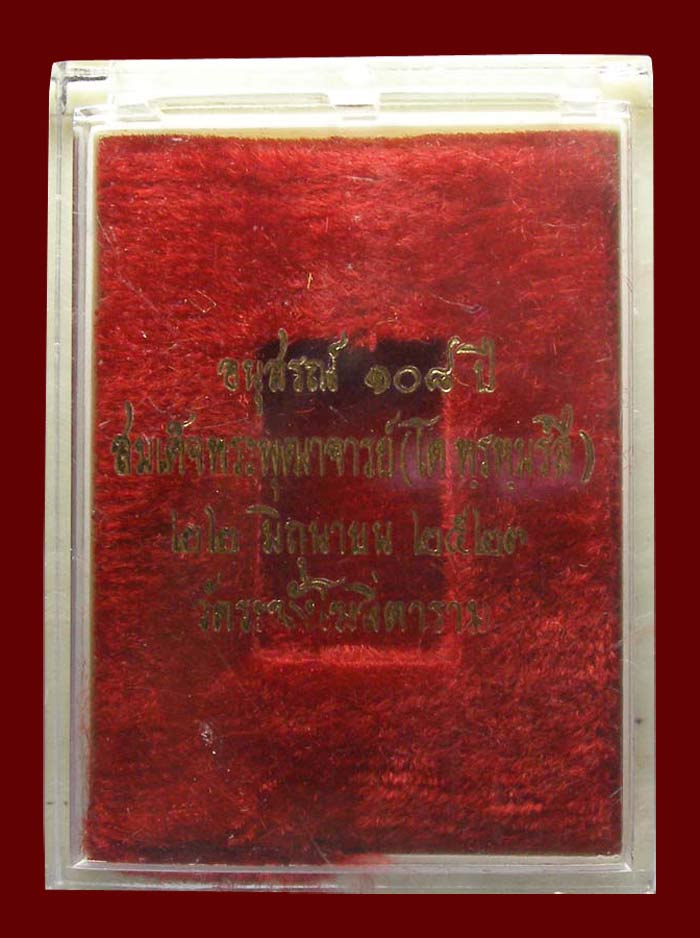 อนุสรณ์ ๑๐๘ ปี
สมเด็จพระพุฒาจารย์ (โต พฺรหฺมรํสี)
๒๒ มิถุนายน ๒๕๒๓
วัดระฆังโฆสิตาราม